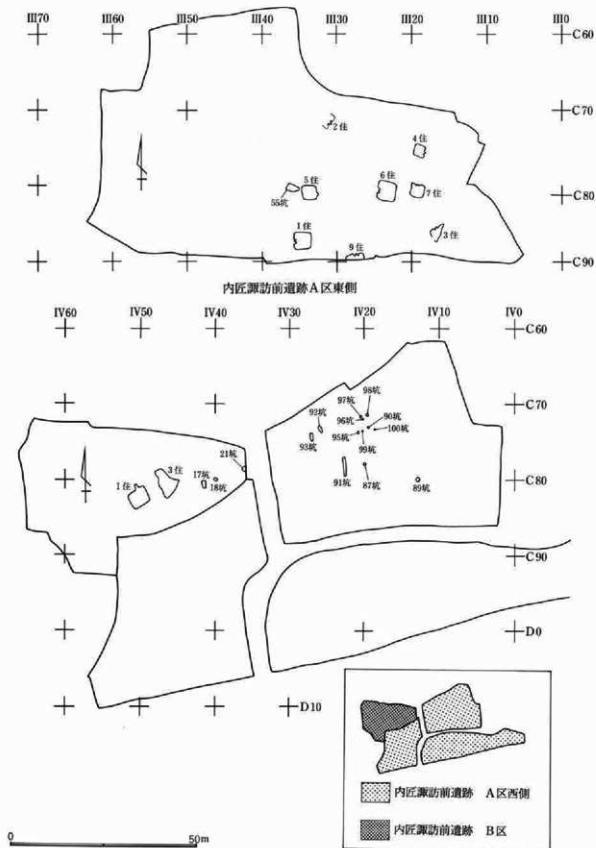 III70 III60 III50 III40 III30 III20 III10 III0
C60
C70
2住
4住
5住
6住
7住
55坑
C80
1住
3住
9住
C90
内匠諏訪前遺跡A区東側
IV60 IV50 IV40 IV30 IV20 IV10 IV0
C60
98坑
97坑
C70
92坑
96坑
90坑
100坑
93坑
95坑
99坑
21坑
3住
17坑
1住
18坑
91坑
87坑
89坑
C80
C90
D0
D10
内匠諏訪前遺跡 A区西側
内匠諏訪前遺跡 B区
0 50m